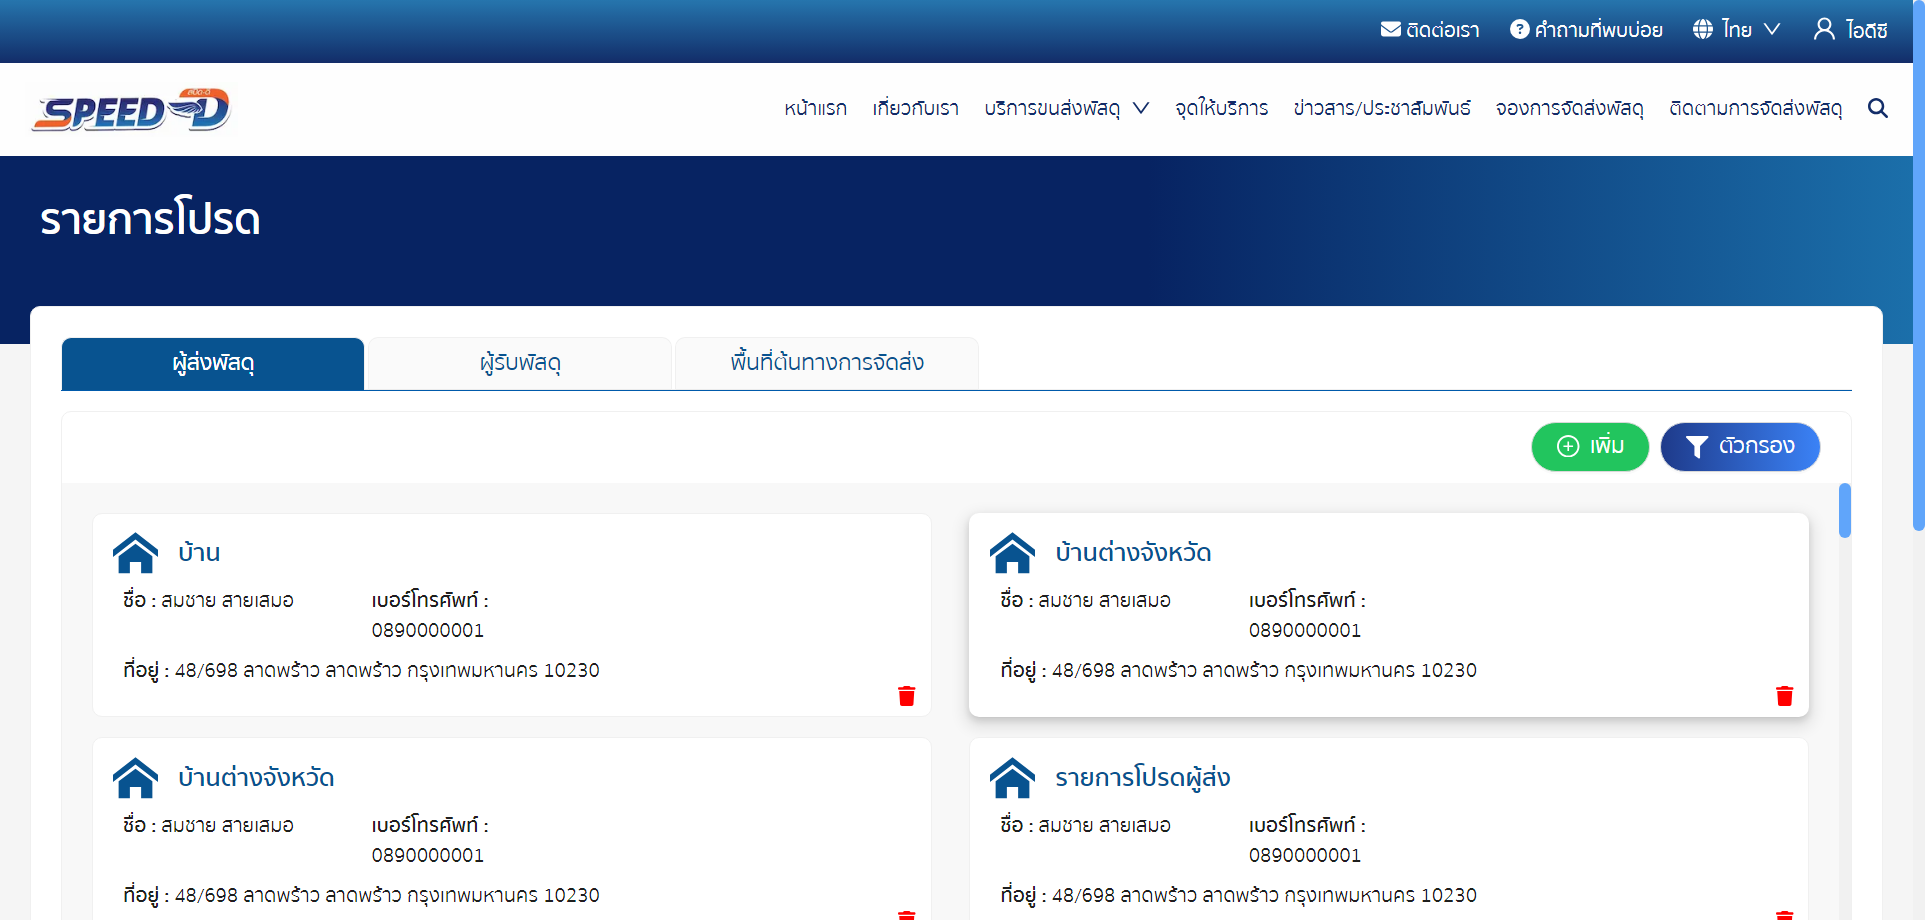 ติดต่อเรา คำถามที่พบบ่อย ไทย ไอดีซี
สปีด-ดี
SPEED-D
หน้าแรก เกี่ยวกับเรา บริการขนส่งพัสดุ จุดให้บริการ ข่าวสาร/ประชาสัมพันธ์ จองการจัดส่งพัสดุ ติดตามการจัดส่งพัสดุ
รายการโปรด
ผู้ส่งพัสดุ ผู้รับพัสดุ พื้นที่ต้นทางการจัดส่ง
เพิ่ม ตัวกรอง
บ้าน
ชื่อ : สมชาย สายเสมอ เบอร์โทรศัพท์ :
0890000001
ที่อยู่ : 48/698 ลาดพร้าว ลาดพร้าว กรุงเทพมหานคร 10230
บ้านต่างจังหวัด
ชื่อ : สมชาย สายเสมอ เบอร์โทรศัพท์ :
0890000001
ที่อยู่ : 48/698 ลาดพร้าว ลาดพร้าว กรุงเทพมหานคร 10230
บ้านต่างจังหวัด
ชื่อ : สมชาย สายเสมอ เบอร์โทรศัพท์ :
0890000001
ที่อยู่ : 48/698 ลาดพร้าว ลาดพร้าว กรุงเทพมหานคร 10230
รายการโปรดผู้ส่ง
ชื่อ : สมชาย สายเสมอ เบอร์โทรศัพท์ :
0890000001
ที่อยู่ : 48/698 ลาดพร้าว ลาดพร้าว กรุงเทพมหานคร 10230